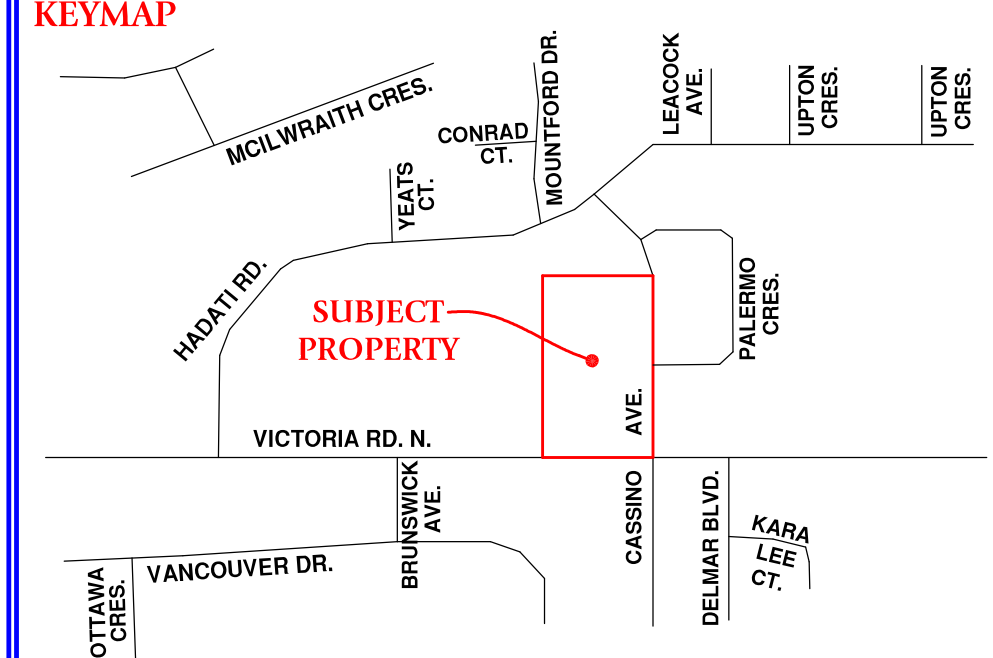 KEYMAP
MCILWRAITH CRES.
CONRAD
CT.
MOUNTFORD DR.
LEACOCK
AVE.
UPTON
CRES.
UPTON
CRES.
YEATS
CT.
HADATI RD.
SUBJECT
PROPERTY
PALERMO
CRES.
VICTORIA RD. N.
CASSINO
AVE.
BRUNSWICK
AVE.
DELMAR BLVD.
KARA
LEE
CT.
VANCOUVER DR.
OTTAWA
CRES.